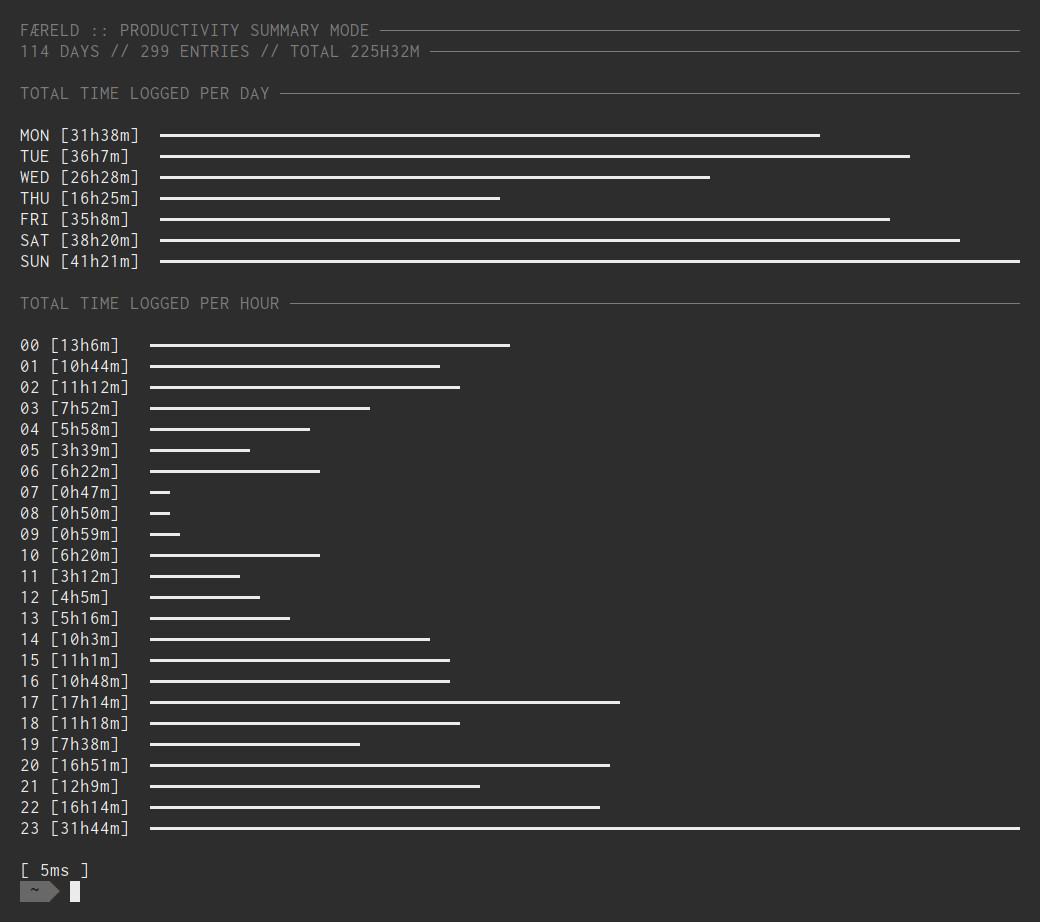 FÆRELD :: PRODUCTIVITY SUMMARY MODE
114 DAYS // 299 ENTRIES // TOTAL 225H32M
TOTAL TIME LOGGED PER DAY
MON [31h38m]
TUE [36h7m]
WED [26h28m]
THU [16h25m]
FRI [35h8m]
SAT [38h20m]
SUN [41h21m]
TOTAL TIME LOGGED PER HOUR
00 [13h6m]
01 [10h44m]
02 [11h12m]
03 [7h52m]
04 [5h58m]
05 [3h39m]
06 [6h22m]
07 [0h47m]
08 [0h50m]
09 [0h59m]
10 [6h20m]
11 [3h12m]
12 [4h5m]
13 [5h16m]
14 [10h3m]
15 [11h1m]
16 [10h48m]
17 [17h14m]
18 [11h18m]
19 [7h38m]
20 [16h51m]
21 [12h9m]
22 [16h14m]
23 [31h44m]
[ 5ms ]
~